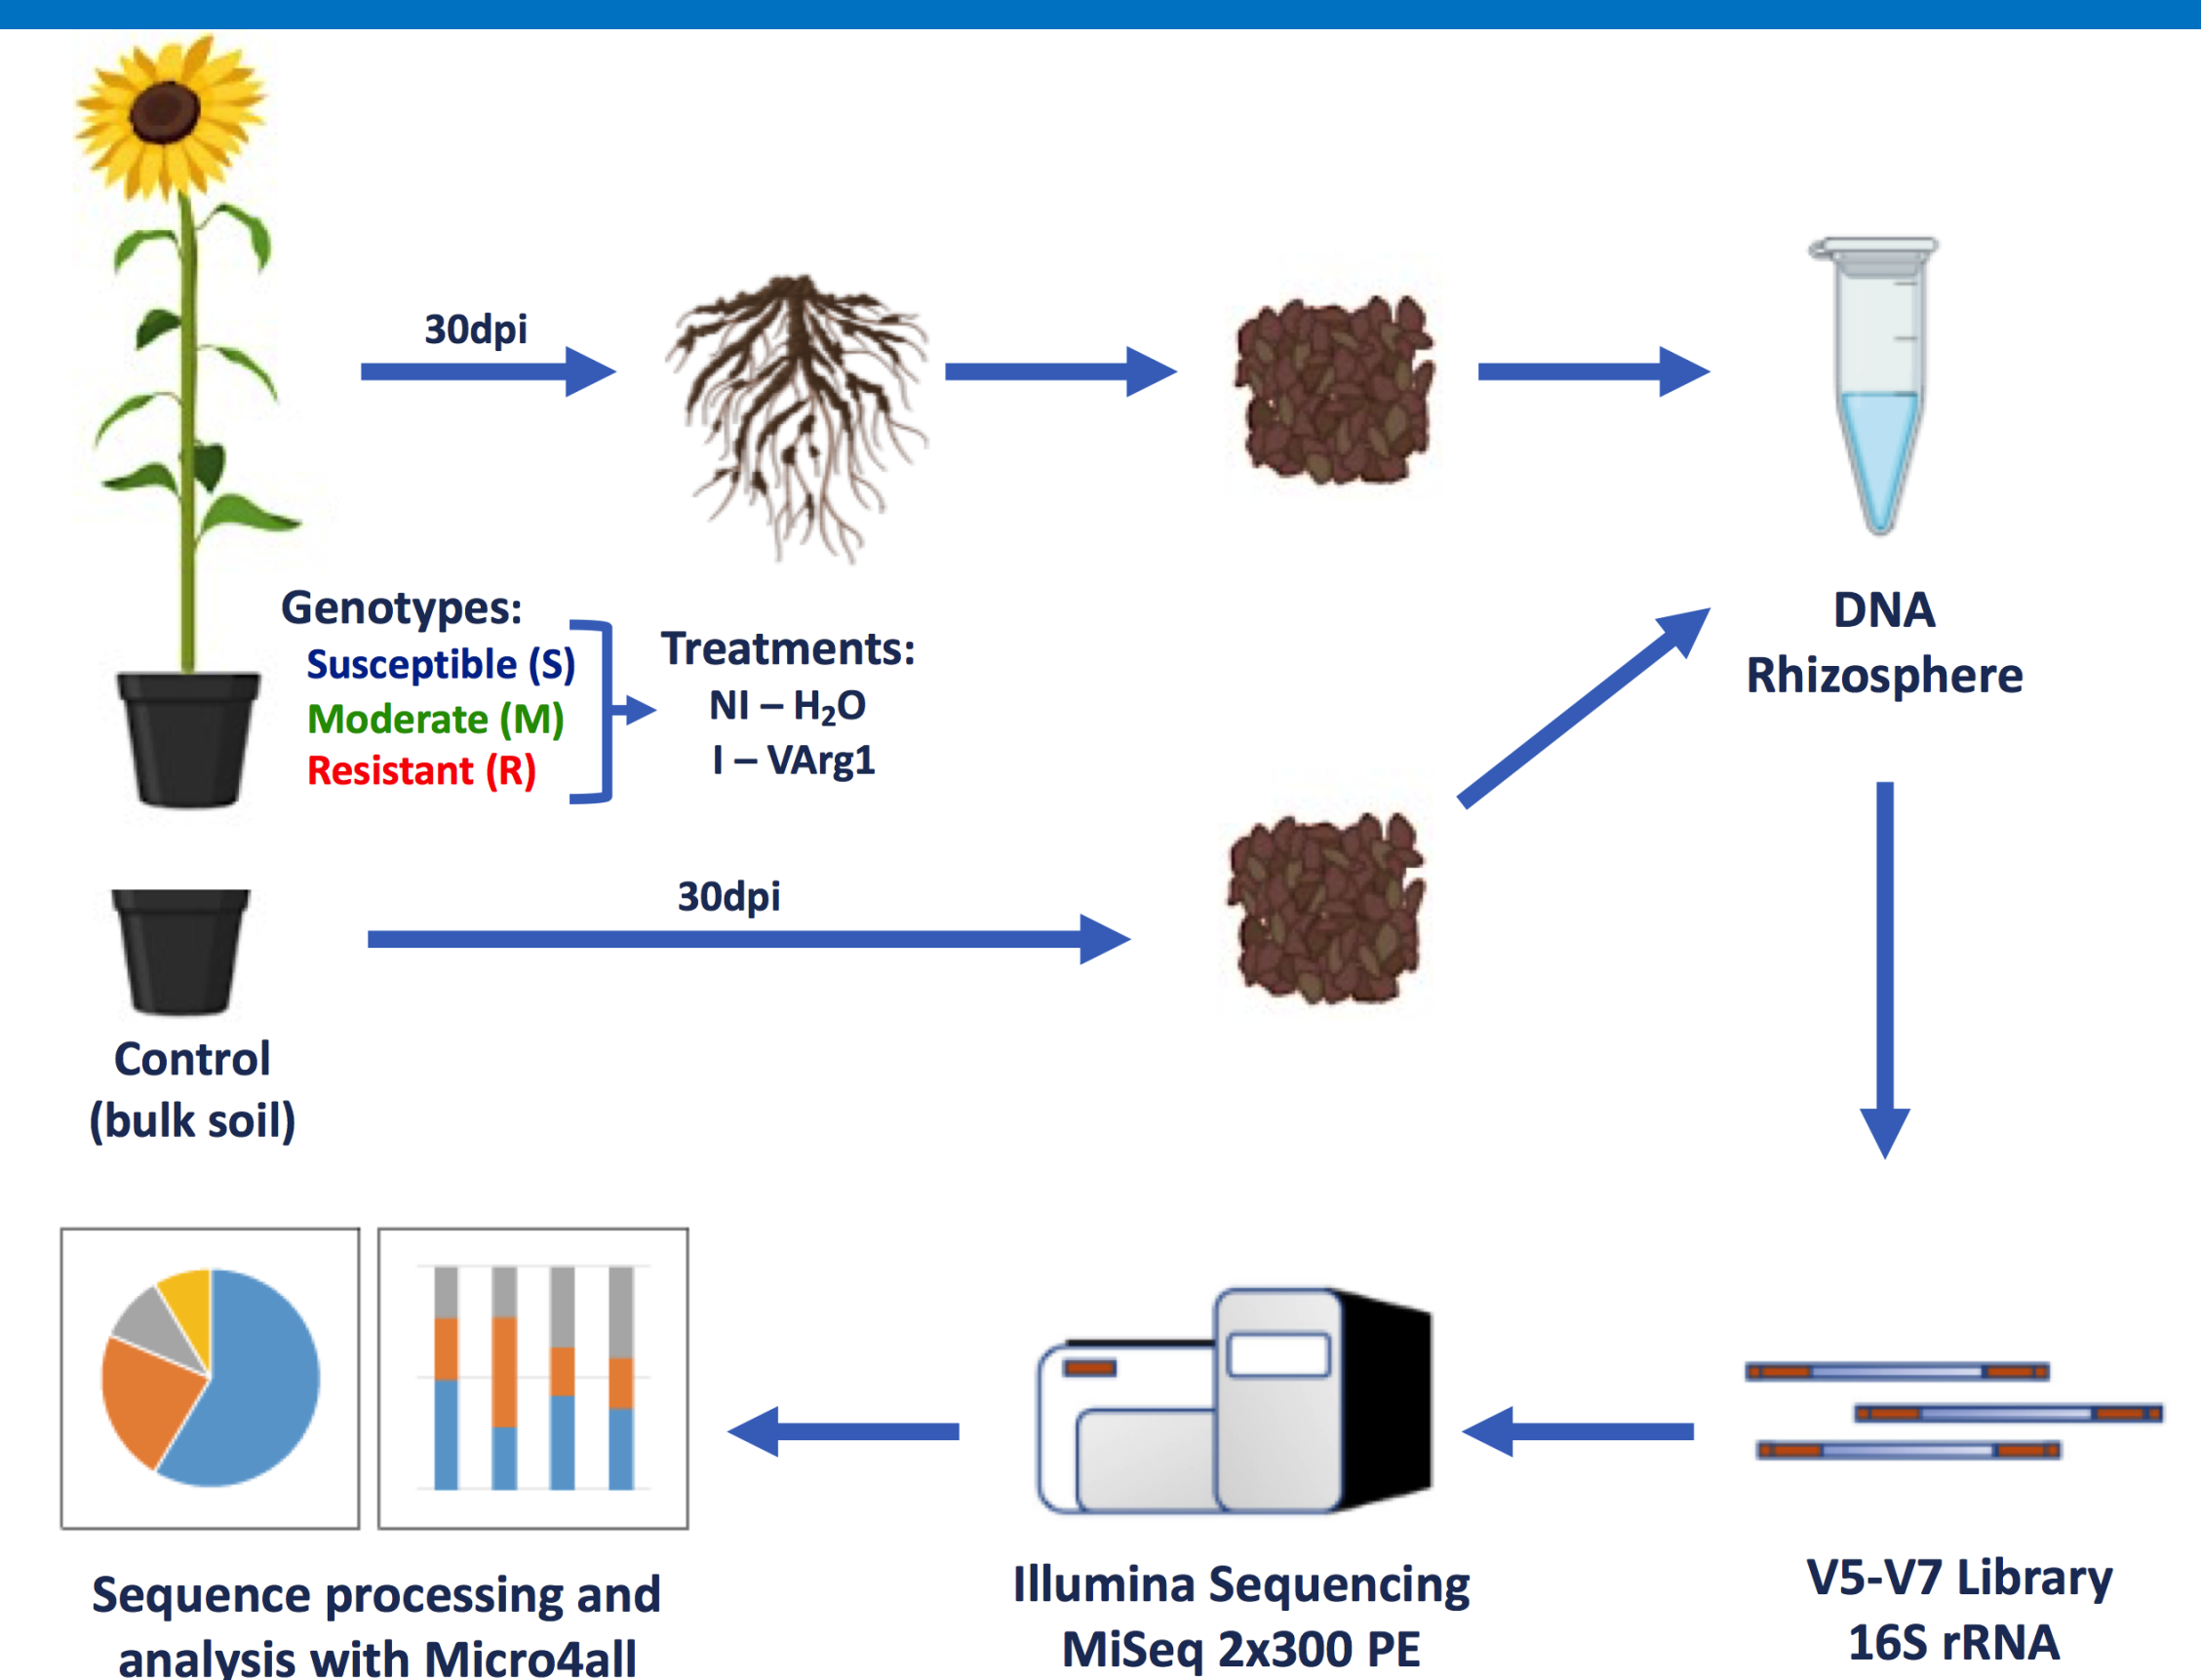 30dpi
Genotypes:
Susceptible (S)
Moderate (M)
Resistant (R)
Treatments:
NI – H₂O
I – VArg1
DNA
Rhizosphere
30dpi
Control
(bulk soil)
V5-V7 Library
16S rRNA
Illumina Sequencing
MiSeq 2x300 PE
Sequence processing and
analysis with Micro4all